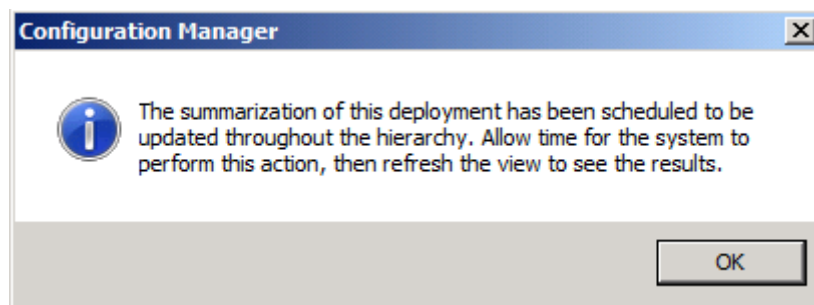 Configuration Manager
The summarization of this deployment has been scheduled to be
updated throughout the hierarchy. Allow time for the system to
perform this action, then refresh the view to see the results.
OK